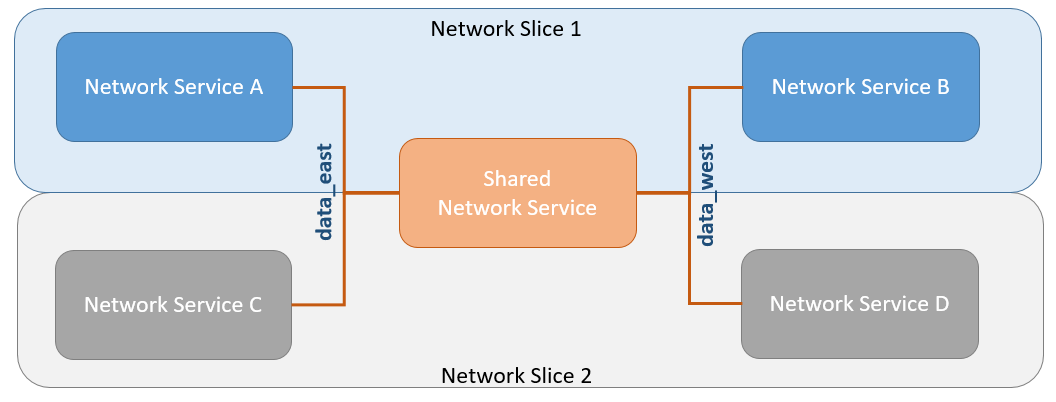 Network Slice 1
Network Service A
Network Service B
data_east
Shared
Network Service
data_west
Network Service C
Network Service D
Network Slice 2